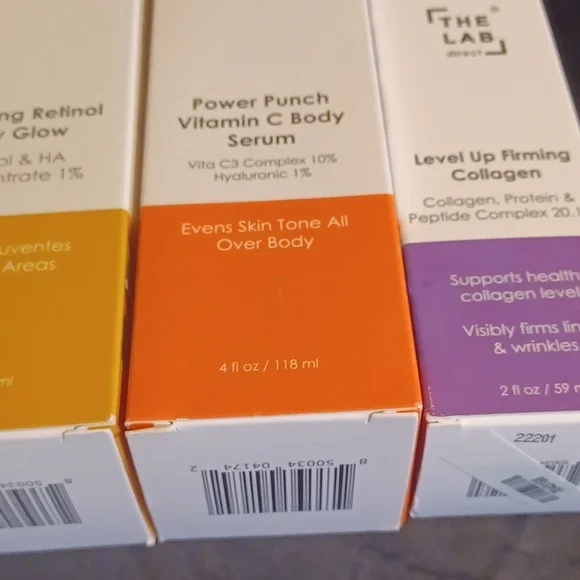 ng Retinol
Glow
& HA
ntrate 1%
uventes
Areas
ml
Power Punch
Vitamin C Body
Serum
Vita C3 Complex 10%
Hyaluronic 1%
Evens Skin Tone All
Over Body
4 fl oz / 118 ml
8 50034 04174 2
THE
LAB
direct
Level Up Firming
Collagen
Collagen, Protein &
Peptide Complex 20.1
Supports health
collagen level
Visibly firms lin
& wrinkles
2 fl oz / 59 m
22201